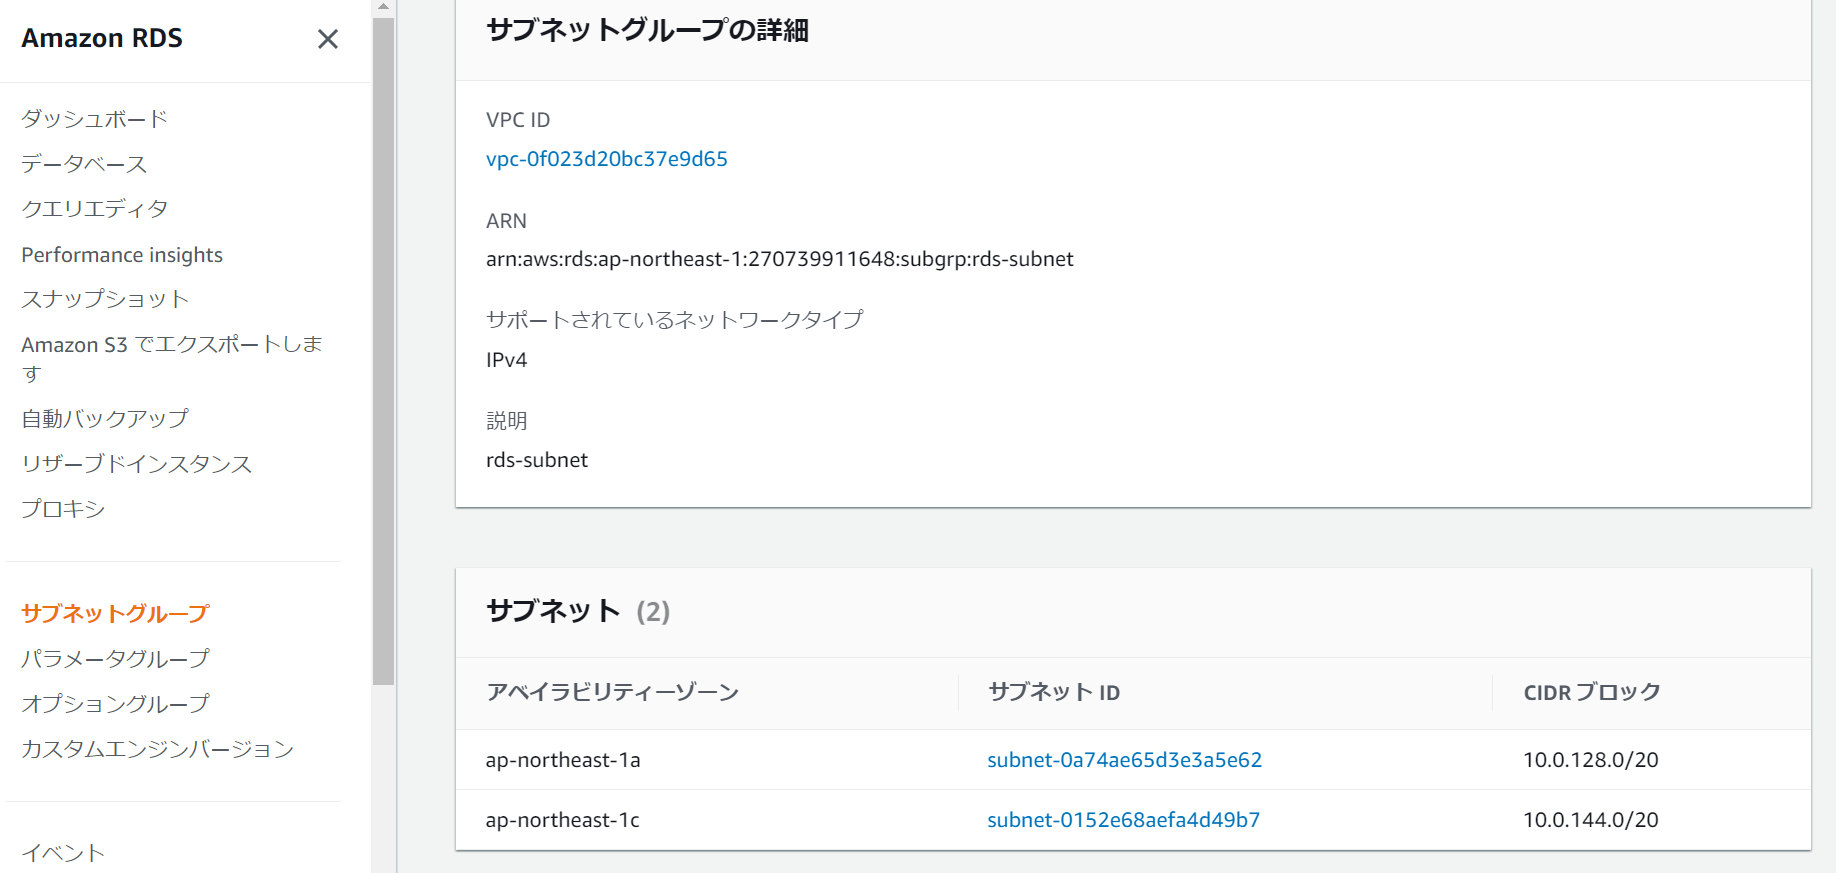 Amazon RDS
ダッシュボード
データベース
クエリエディタ
Performance insights
スナップショット
Amazon S3 でエクスポートしま
す
自動バックアップ
リザーブドインスタンス
プロキシ
サブネットグループ
パラメータグループ
オプショングループ
カスタムエンジンバージョン
イベント
サブネットグループの詳細
VPC ID
vpc-0f023d20bc37e9d65
ARN
arn:aws:rds:ap-northeast-1:270739911648:subgrp:rds-subnet
サポートされているネットワークタイプ
IPv4
説明
rds-subnet
サブネット (2)
アベイラビリティーゾーン サブネット ID CIDR ブロック
ap-northeast-1a subnet-0a74ae65d3e3a5e62 10.0.128.0/20
ap-northeast-1c subnet-0152e68aefa4d49b7 10.0.144.0/20